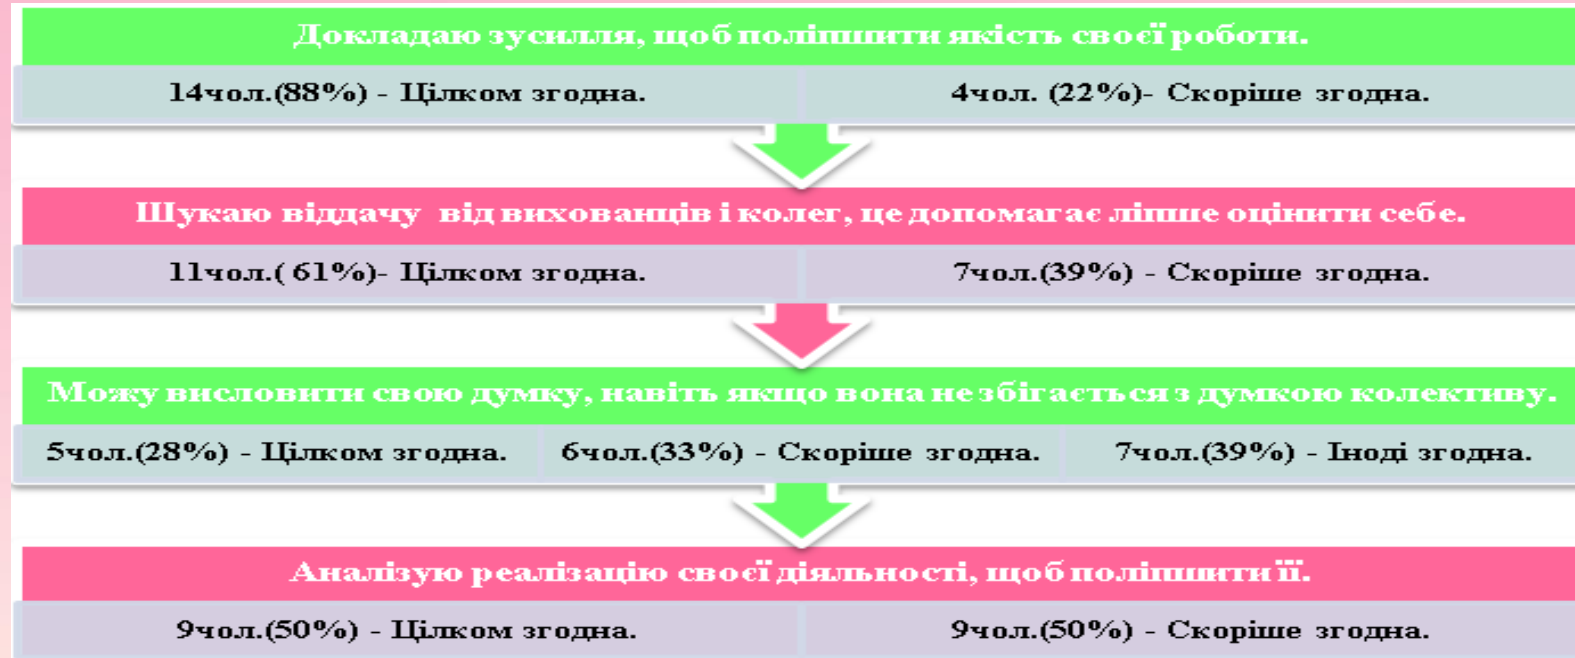 Докладаю зусилля, щоб поліпшити якість своєї роботи.
14чол.(88%) - Цілком згодна.
4чол. (22%)- Скоріше згодна.
Шукаю віддачу від вихованців і колег, це допомагає ліпше оцінити себе.
11чол.( 61%)- Цілком згодна.
7чол.(39%) - Скоріше згодна.
Можу висловити свою думку, навіть якщо вона не збігається з думкою колективу.
5чол.(28%) - Цілком згодна.
6чол.(33%) - Скоріше згодна.
7чол.(39%) - Іноді згодна.
Аналізую реалізацію своєї діяльності, щоб поліпшити її.
9чол.(50%) - Цілком згодна.
9чол.(50%) - Скоріше згодна.